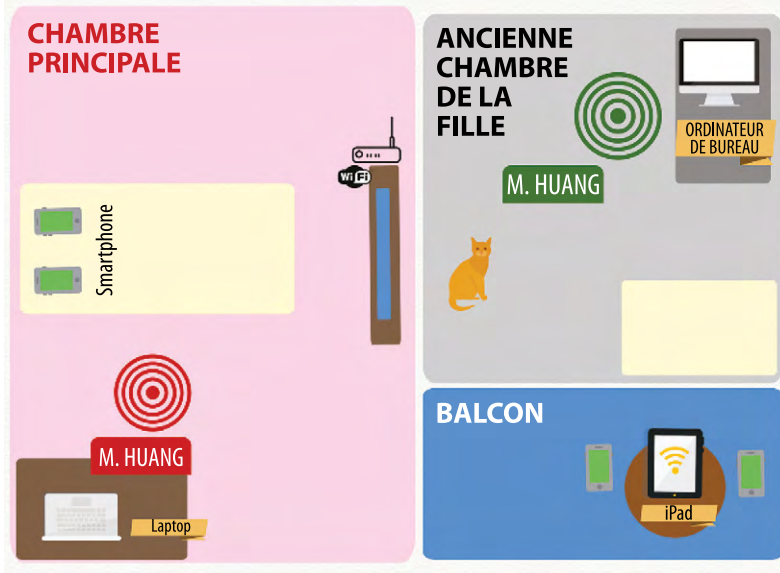 CHAMBRE
PRINCIPALE
WiFi
Smartphone
M. HUANG
Laptop
ANCIENNE
CHAMBRE
DE LA
FILLE
ORDINATEUR
DE BUREAU
M. HUANG
BALCON
iPad